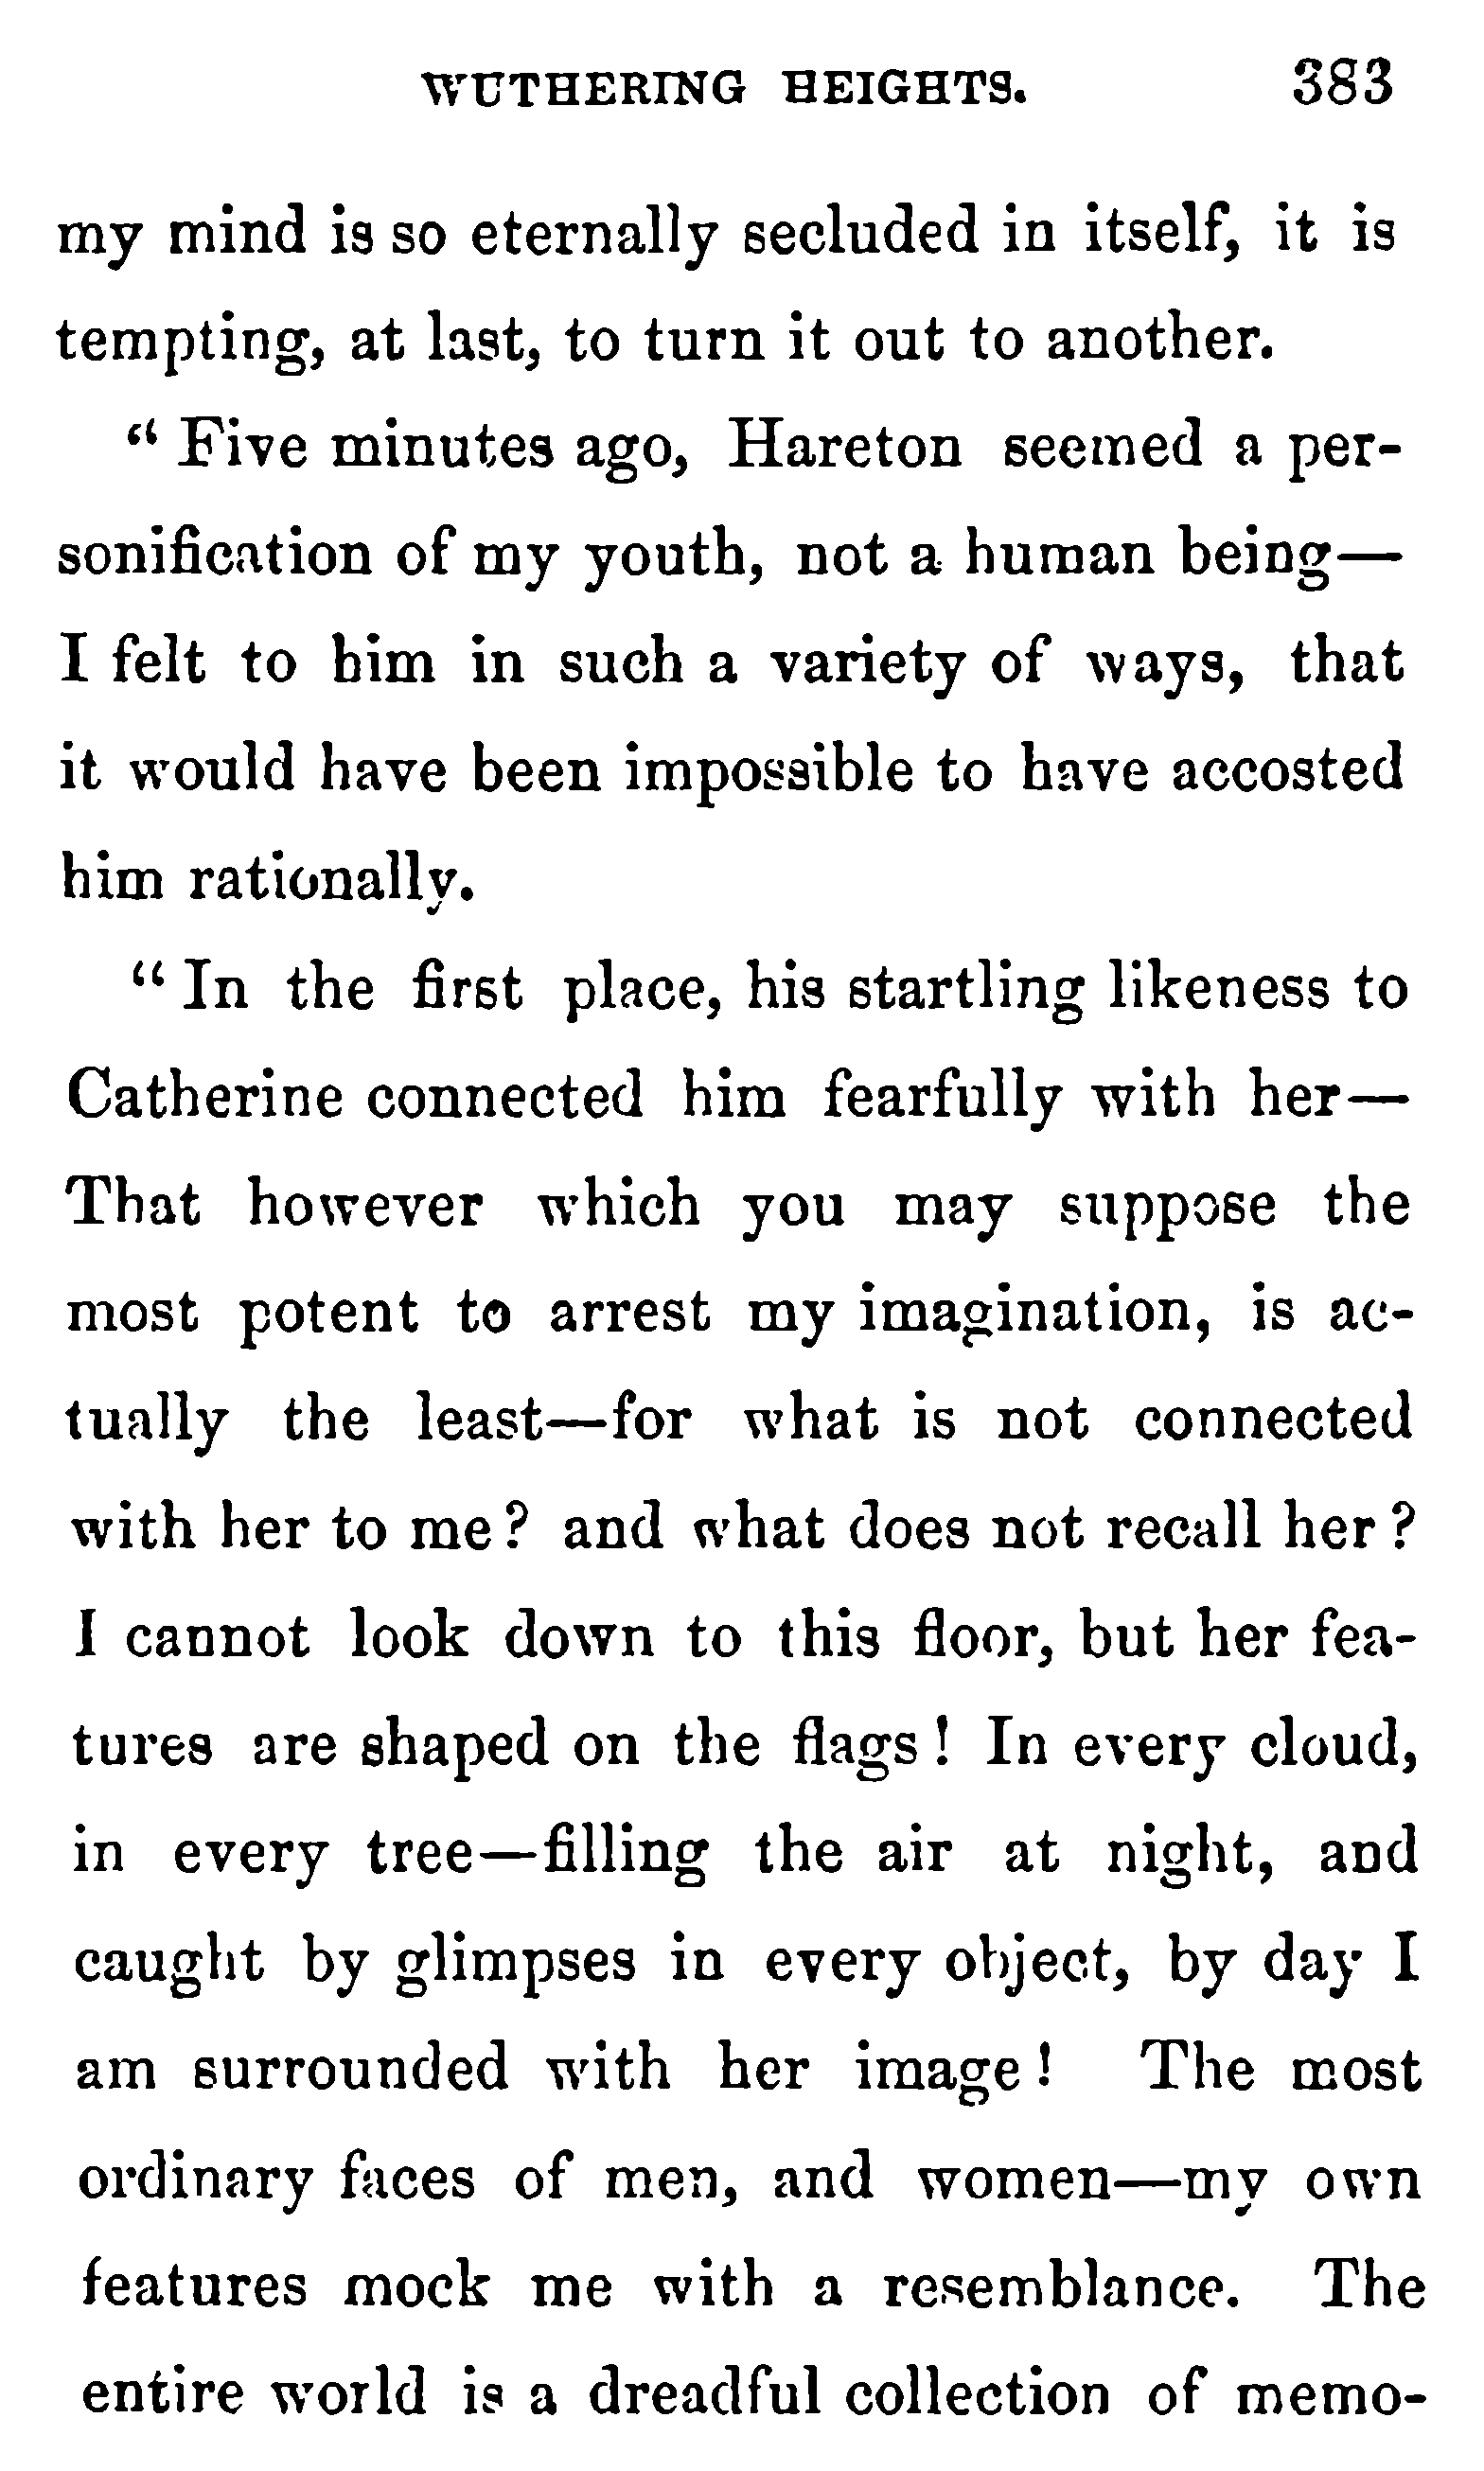 WUTHERING HEIGHTS. 383
my mind is so eternally secluded in itself, it is
tempting, at last, to turn it out to another.
“ Five minutes ago, Hareton seemed a per-
sonification of my youth, not a human being—
I felt to him in such a variety of ways, that
it would have been impossible to have accosted
him rationally.
“ In the first place, his startling likeness to
Catherine connected him fearfully with her—
That however which you may suppose the
most potent to arrest my imagination, is ac-
tually the least—for what is not connected
with her to me ? and what does not recall her ?
I cannot look down to this floor, but her fea-
tures are shaped on the flags ! In every cloud,
in every tree—filling the air at night, and
caught by glimpses in every object, by day I
am surrounded with her image ! The most
ordinary faces of men, and women—my own
features mock me with a resemblance. The
entire world is a dreadful collection of memo-